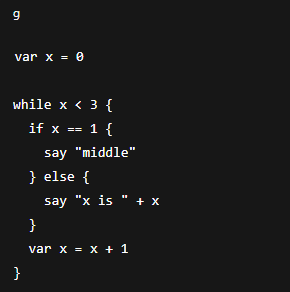 g
var x = 0
while x < 3 {
  if x == 1 {
    say "middle"
  } else {
    say "x is " + x
  }
  var x = x + 1
}